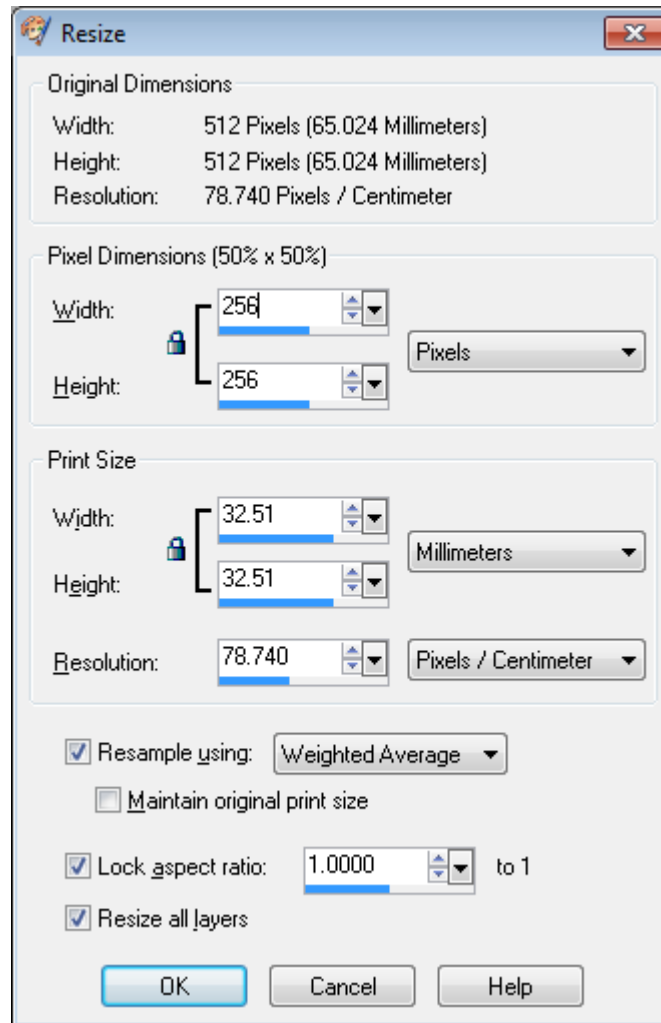 Resize
Original Dimensions
Width: 512 Pixels (65.024 Millimeters)
Height: 512 Pixels (65.024 Millimeters)
Resolution: 78.740 Pixels / Centimeter
Pixel Dimensions (50% x 50%)
Width: 256
Pixels
Height: 256
Print Size
Width: 32.51
Millimeters
Height: 32.51
Resolution: 78.740 Pixels / Centimeter
Resample using: Weighted Average
Maintain original print size
Lock aspect ratio: 1.0000 to 1
Resize all layers
OK Cancel Help